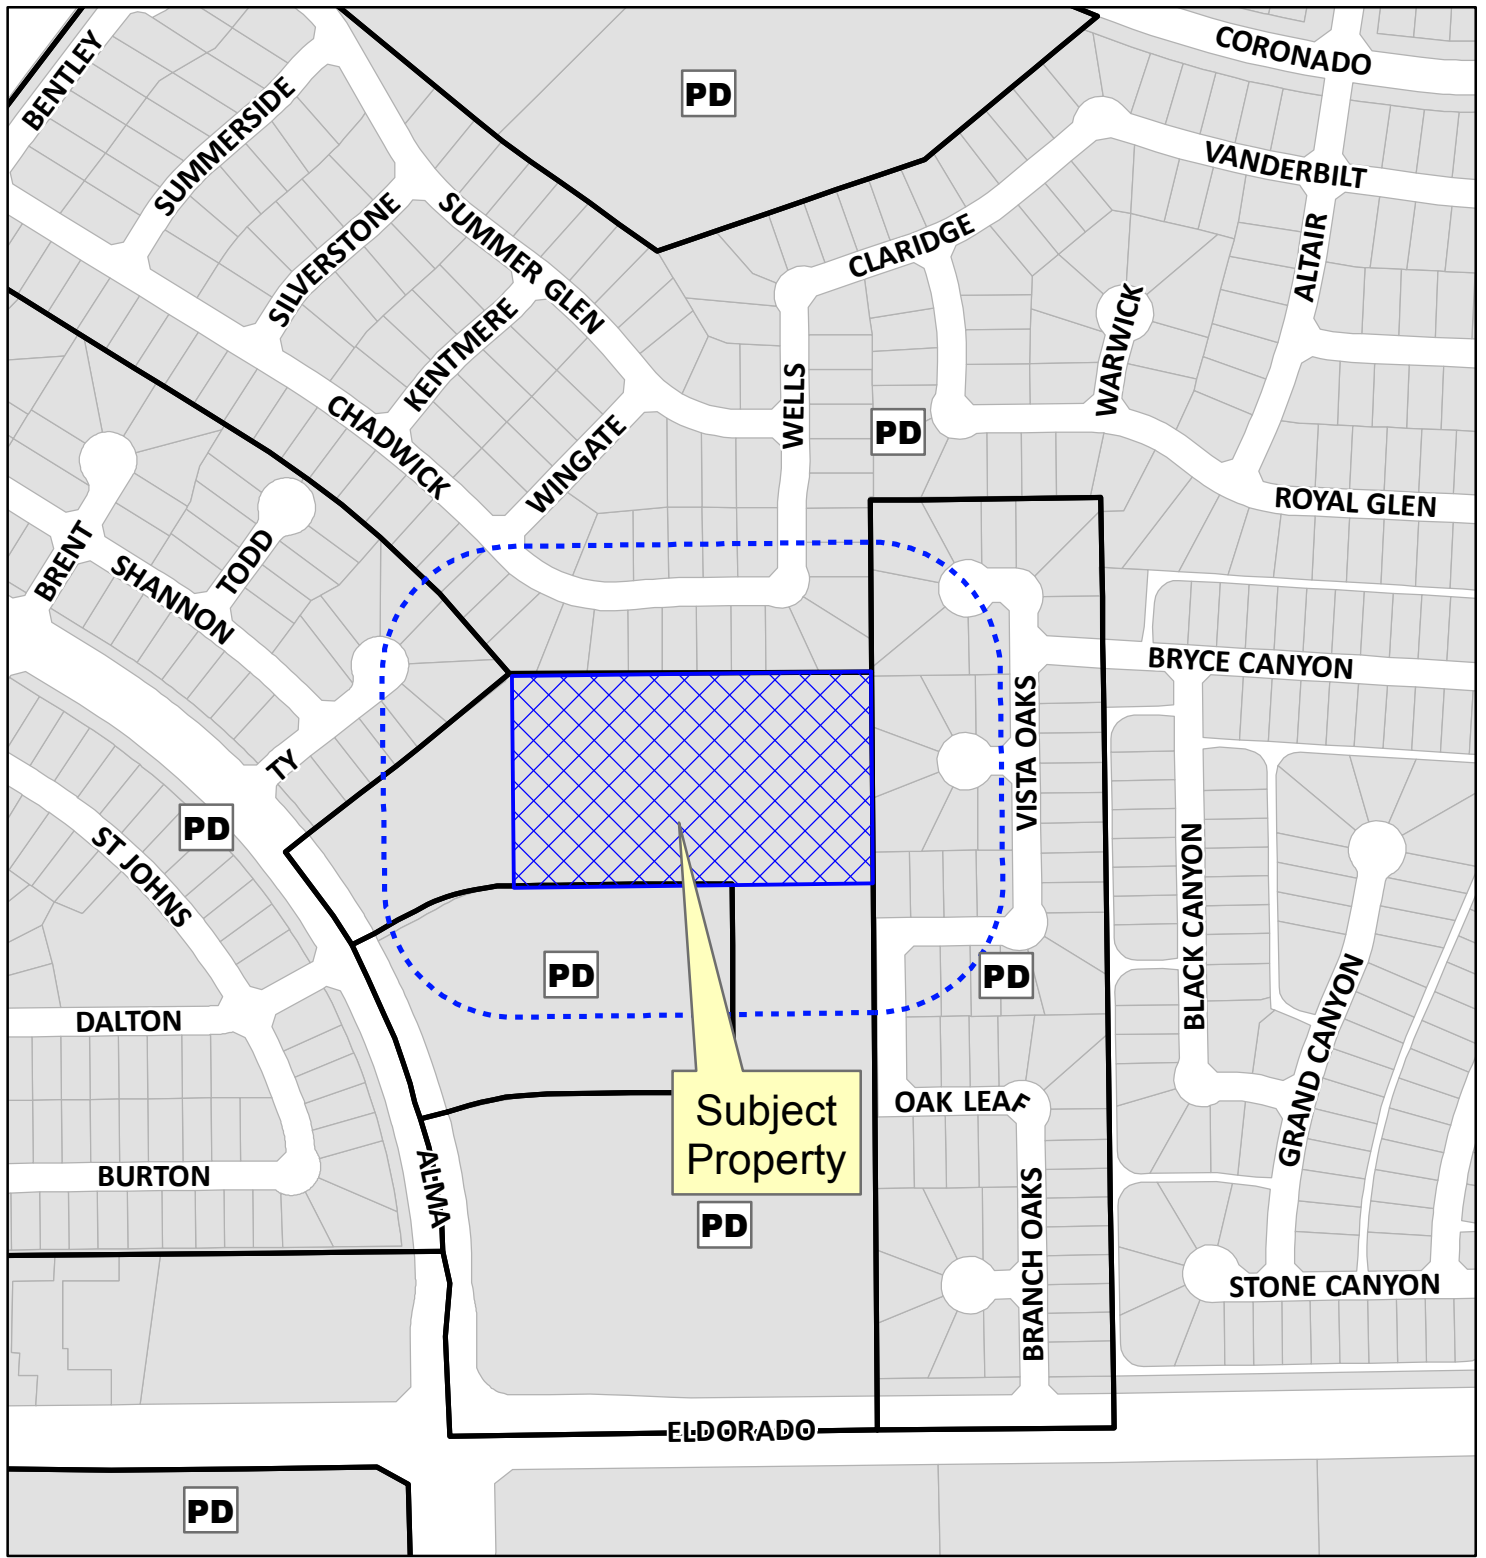 CORONADO
BENTLEY
PD
SUMMERSIDE
VANDERBILT
SILVERSTONE
SUMMER GLEN
CLARIDGE
ALTAIR
KENTMERE
WARWICK
CHADWICK
WELLS
PD
WINGATE
ROYAL GLEN
BRENT
SHANNON
TODD
BRYCE CANYON
VISTA OAKS
TY
PD
ST JOHNS
BLACK CANYON
PD
PD
GRAND CANYON
DALTON
OAK LEAF
Subject
Property
BURTON
ALMA
PD
BRANCH OAKS
STONE CANYON
ELDORADO
PD